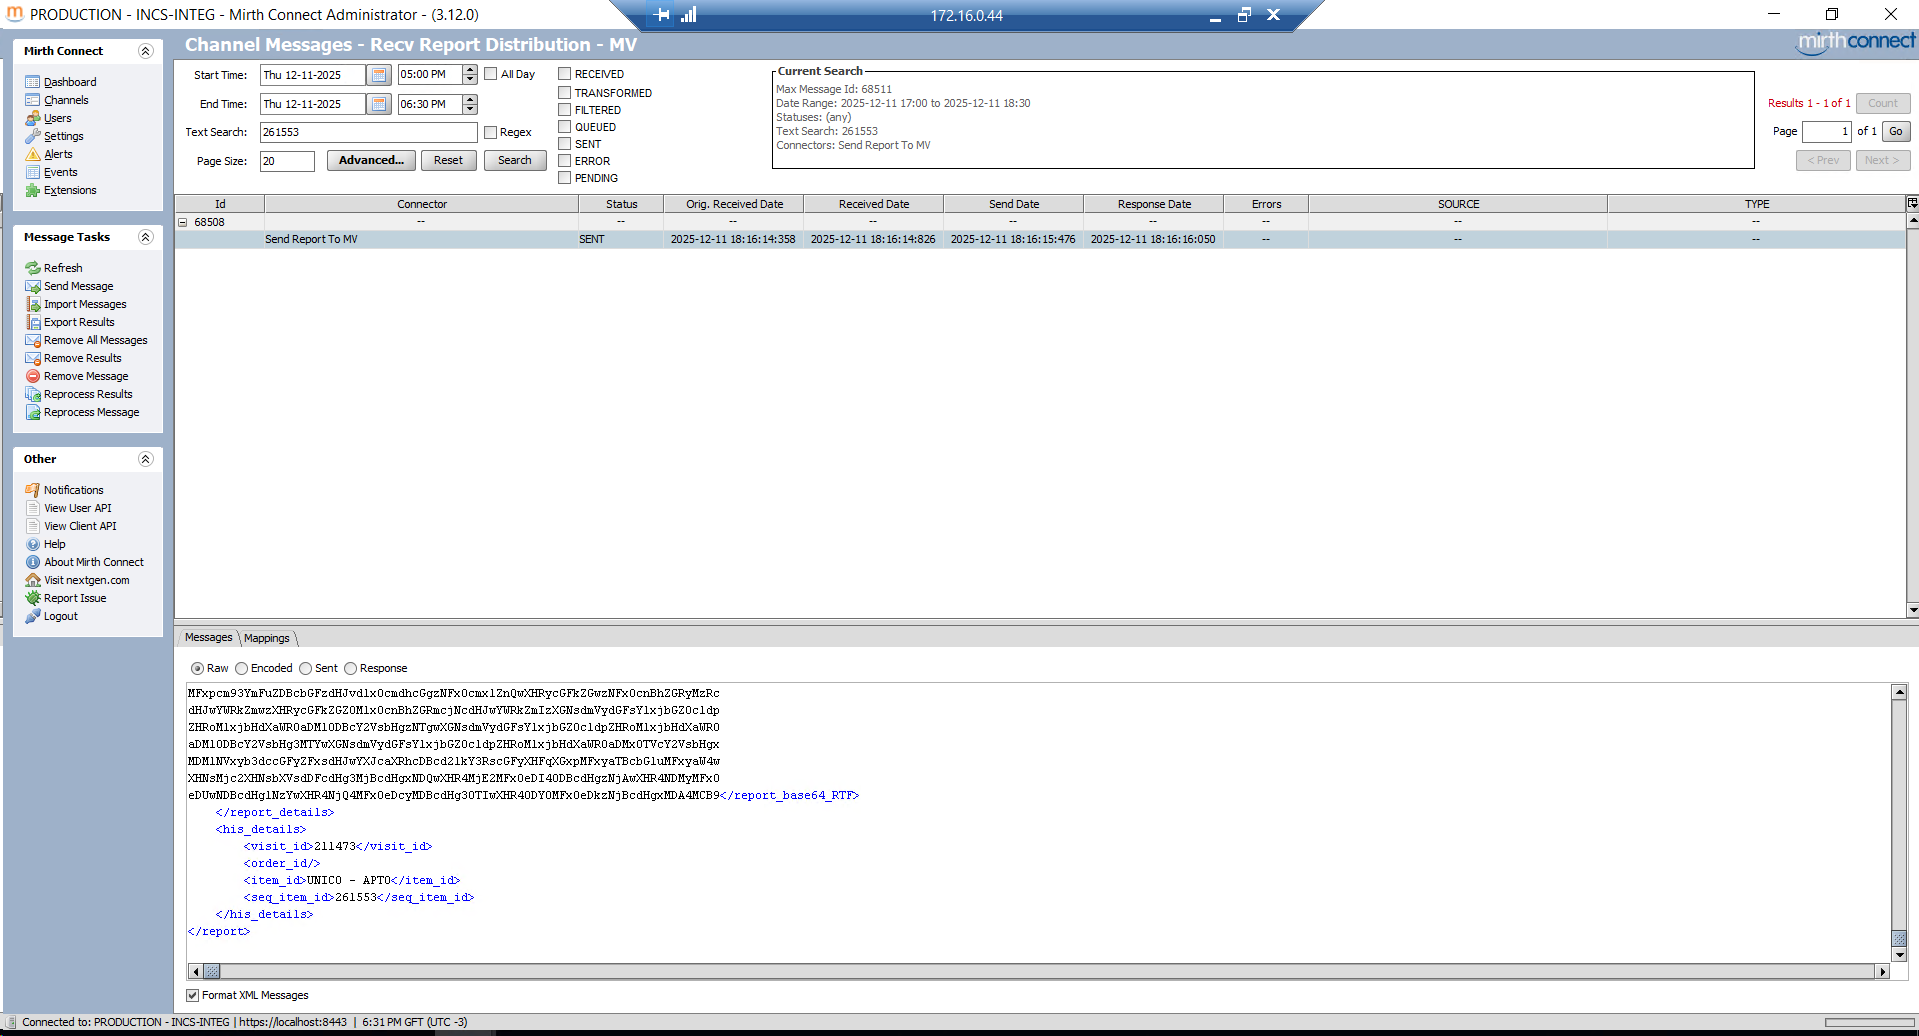 PRODUCTION - INCS-INTEG - Mirth Connect Administrator - (3.12.0)
172.16.0.44
Mirth Connect
Dashboard
Channels
Users
Settings
Alerts
Events
Extensions
Message Tasks
Refresh
Send Message
Import Messages
Export Results
Remove All Messages
Remove Results
Remove Message
Reprocess Results
Reprocess Message
Other
Notifications
View User API
View Client API
Help
About Mirth Connect
Visit nextgen.com
Report Issue
Logout
Channel Messages - Recv Report Distribution - MV
mirthconnect
Start Time: Thu 12-11-2025 05:00 PM All Day
End Time: Thu 12-11-2025 06:30 PM
Text Search: 261553 Regex
Page Size: 20 Advanced... Reset Search
RECEIVED
TRANSFORMED
FILTERED
QUEUED
SENT
ERROR
PENDING
Current Search
Max Message Id: 68511
Date Range: 2025-12-11 17:00 to 2025-12-11 18:30
Statuses: (any)
Text Search: 261553
Connectors: Send Report To MV
Results 1 - 1 of 1 Count
Page 1 of 1 Go
< Prev Next >
Id Connector Status Orig. Received Date Received Date Send Date Response Date Errors SOURCE TYPE
68508 -- -- -- -- -- -- -- -- --
Send Report To MV SENT 2025-12-11 18:16:14:358 2025-12-11 18:16:14:826 2025-12-11 18:16:15:476 2025-12-11 18:16:16:050 -- -- --
Messages Mappings
Raw Encoded Sent Response
</report_base64_RTF>
</report_details>
<his_details>
<visit_id>211473</visit_id>
<order_id/>
<item_id>UNICO - APTO</item_id>
<seq_item_id>261553</seq_item_id>
</his_details>
</report>
Format XML Messages
Connected to: PRODUCTION - INCS-INTEG | https://localhost:8443 | 6:31 PM GFT (UTC -3)